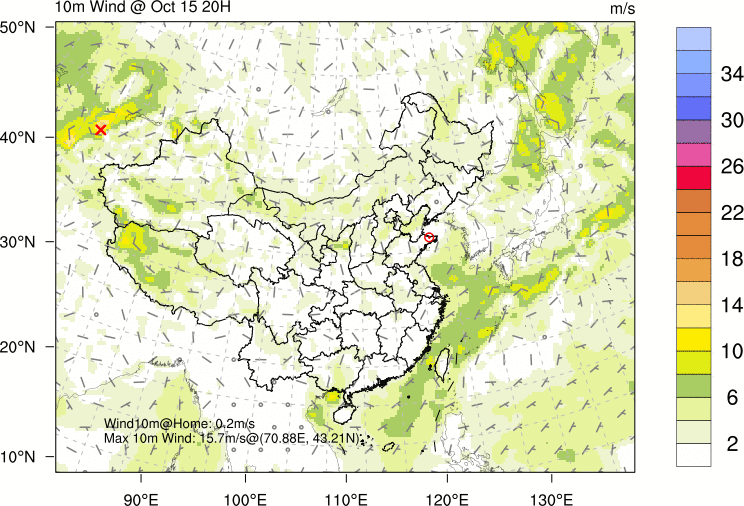 10m Wind @ Oct 15 20H
m/s
50°N
40°N
30°N
20°N
10°N
34
30
26
22
18
14
10
6
2
Wind10m@Home: 0.2m/s
Max 10m Wind: 15.7m/s@(70.88E, 43.21N)
90°E
100°E
110°E
120°E
130°E